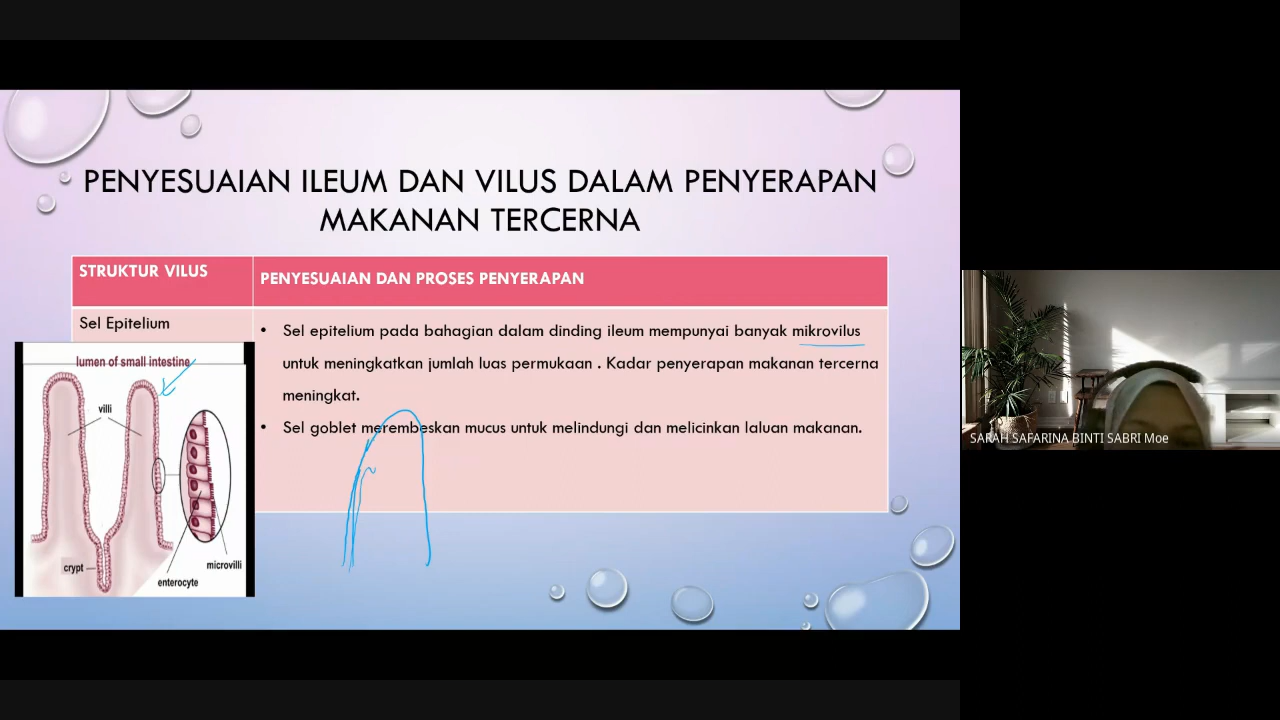 PENYESUAIAN ILEUM DAN VILUS DALAM PENYERAPAN
MAKANAN TERCERNA
STRUKTUR VILUS
PENYESUAIAN DAN PROSES PENYERAPAN
Sel Epitelium
• Sel epitelium pada bahagian dalam dinding ileum mempunyai banyak mikrovilus
untuk meningkatkan jumlah luas permukaan . Kadar penyerapan makanan tercerna
meningkat.
• Sel goblet merembeskan mucus untuk melindungi dan melicinkan laluan makanan.
lumen of small intestine
villi
crypt
enterocyte
microvilli
SARAH SAFARINA BINTI SABRI Moe